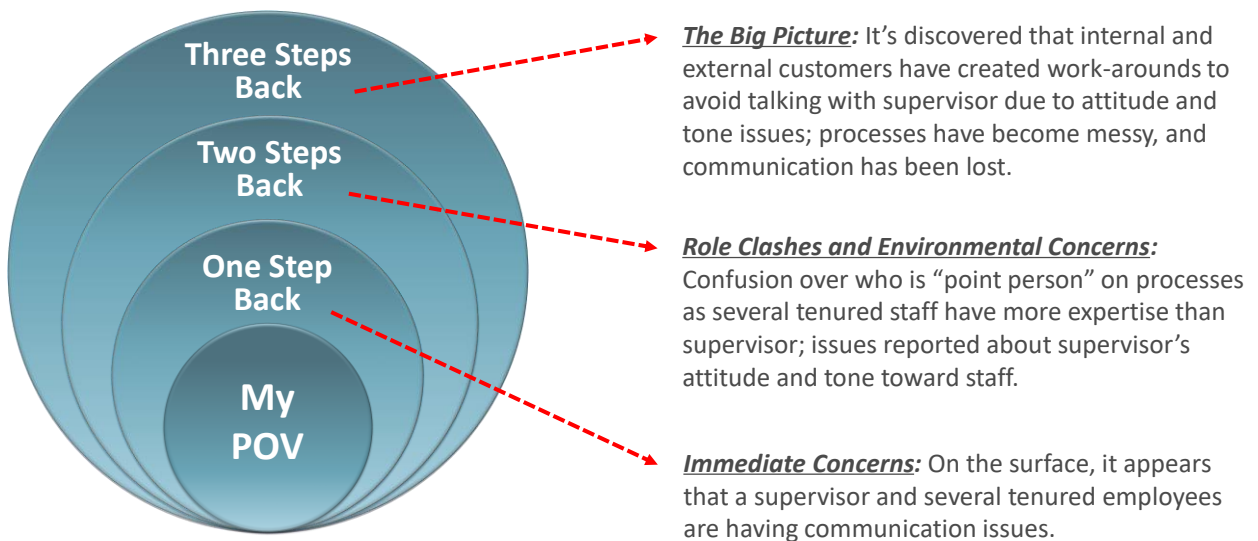 Three Steps
Back
Two Steps
Back
One Step
Back
My
POV
The Big Picture: It’s discovered that internal and
external customers have created work-arounds to
avoid talking with supervisor due to attitude and
tone issues; processes have become messy, and
communication has been lost.
Role Clashes and Environmental Concerns:
Confusion over who is “point person” on processes
as several tenured staff have more expertise than
supervisor; issues reported about supervisor’s
attitude and tone toward staff.
Immediate Concerns: On the surface, it appears
that a supervisor and several tenured employees
are having communication issues.